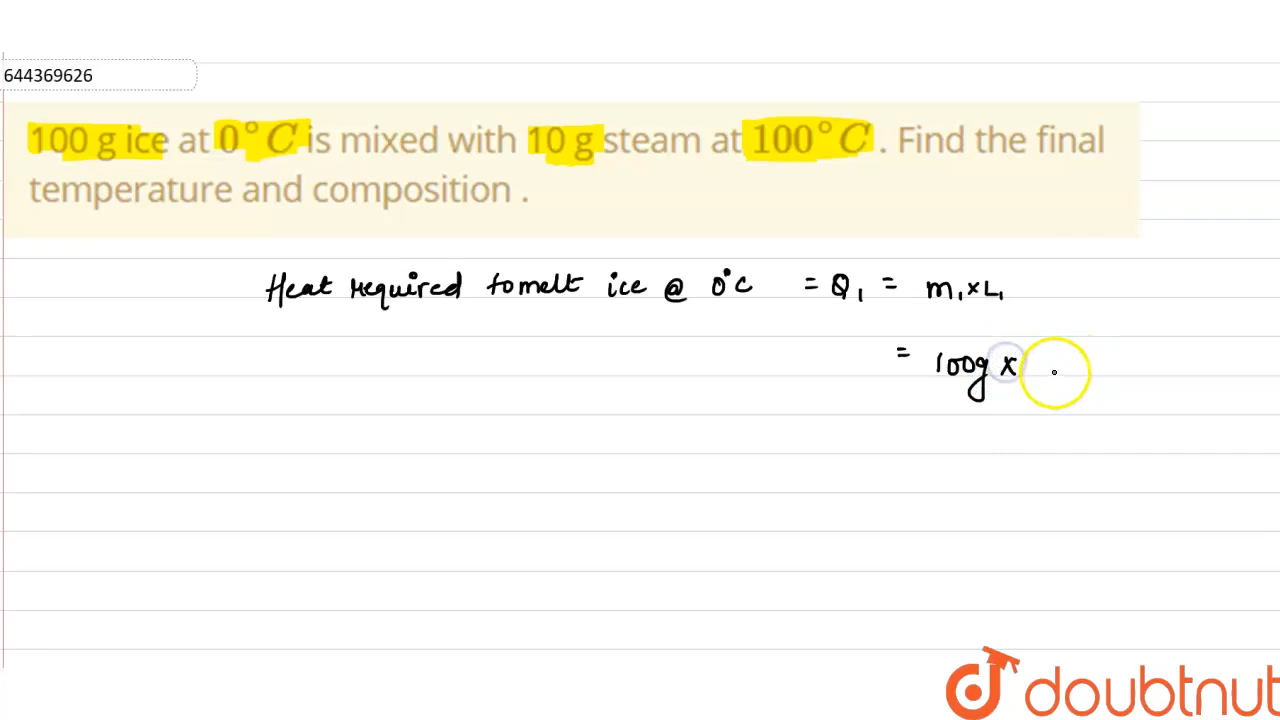 644369626
100 g ice at 0°C is mixed with 10 g steam at 100°C. Find the final
temperature and composition .
Heat required to melt ice @ 0°C = Q₁ = m₁×L₁
= 100g ×
doubtnut